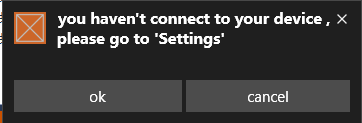 you haven't connect to your device ,
please go to 'Settings'
ok
cancel